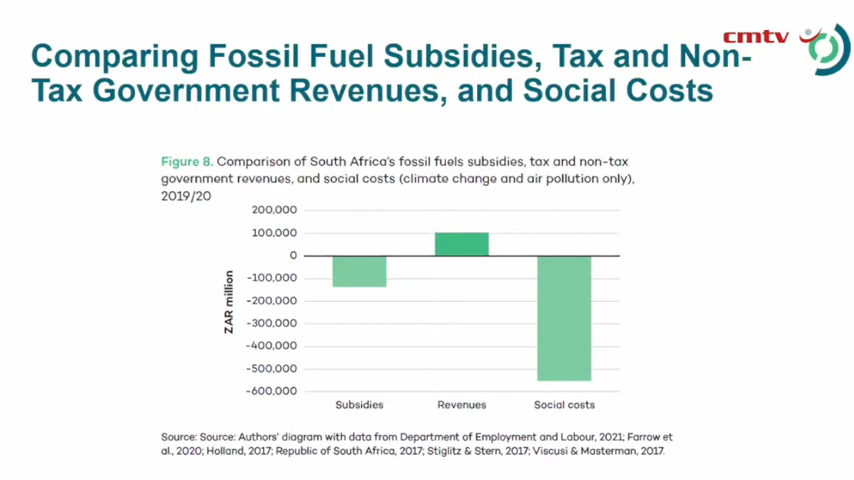 cmtv
Comparing Fossil Fuel Subsidies, Tax and Non-
Tax Government Revenues, and Social Costs
Figure 8. Comparison of South Africa's fossil fuels subsidies, tax and non-tax
government revenues, and social costs (climate change and air pollution only),
2019/20
200,000
100,000
0
-100,000
-200,000
-300,000
-400,000
-500,000
-600,000
ZAR million
Subsidies Revenues Social costs
Source: Source: Authors' diagram with data from Department of Employment and Labour, 2021; Farrow et
al., 2020; Holland, 2017; Republic of South Africa, 2017; Stiglitz & Stern, 2017; Viscusi & Masterman, 2017.